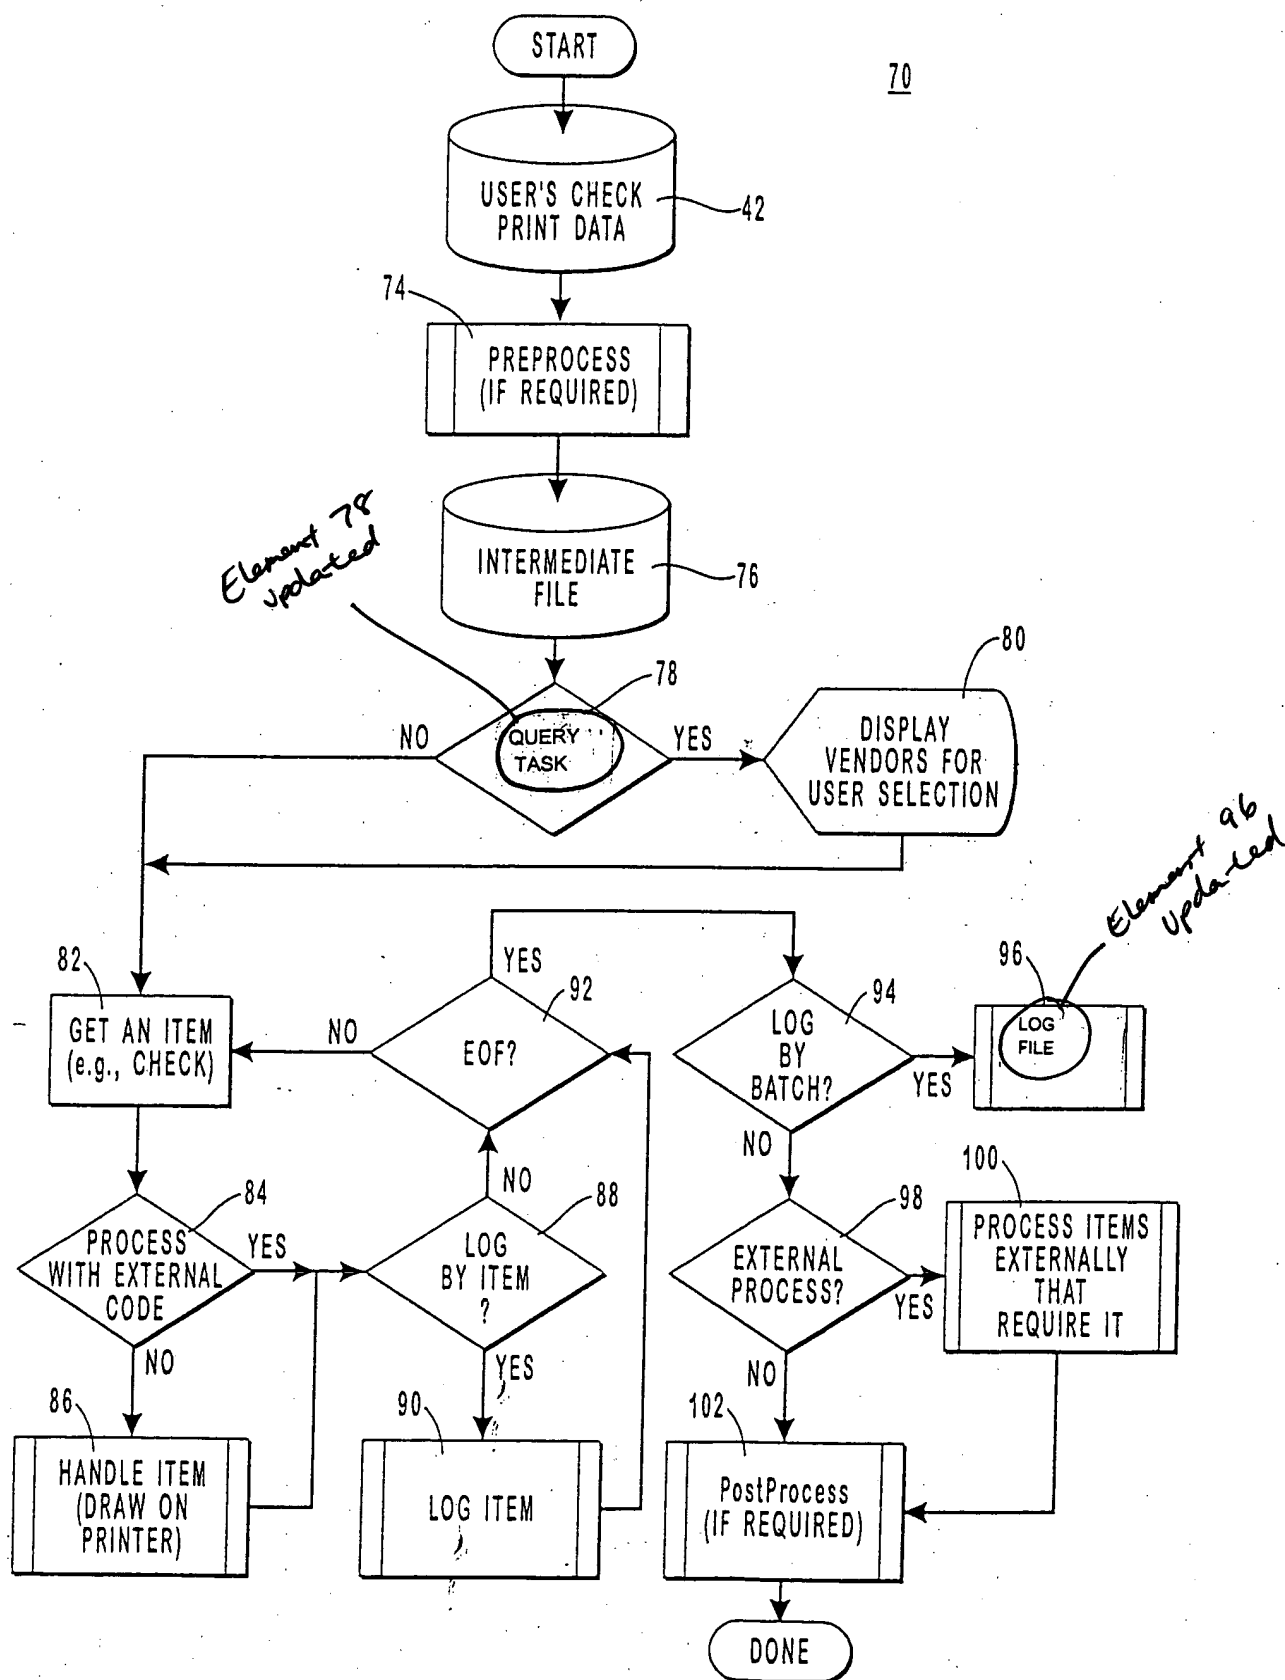 START
70
USER'S CHECK
PRINT DATA
42
74
PREPROCESS
(IF REQUIRED)
Element 78
updated
INTERMEDIATE
FILE
76
78
80
NO
QUERY
TASK
YES
DISPLAY
VENDORS FOR
USER SELECTION
Element 96
updated
82
GET AN ITEM
(e.g., CHECK)
YES
92
NO
EOF?
94
LOG
BY
BATCH?
YES
96
LOG
FILE
NO
NO
84
PROCESS
WITH EXTERNAL
CODE
YES
88
LOG
BY ITEM
?
98
EXTERNAL
PROCESS?
YES
100
PROCESS ITEMS
EXTERNALLY
THAT
REQUIRE IT
NO
YES
NO
86
HANDLE ITEM
(DRAW ON
PRINTER)
90
LOG ITEM
102
PostProcess
(IF REQUIRED)
DONE